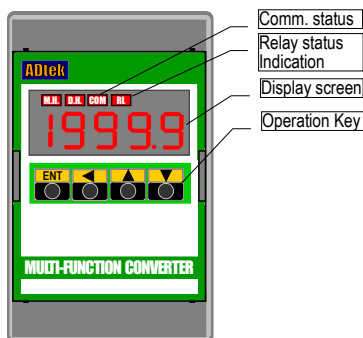 Comm. status
Relay status
Indication
Display screen
Operation Key
ADtek
M.H. D.H. COM RL
1999.9
ENT
MULTI-FUNCTION CONVERTER